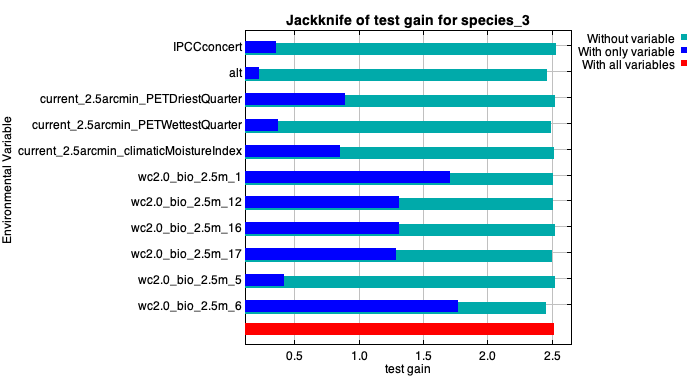 Jackknife of test gain for species_3
Without variable
With only variable
With all variables
Environmental Variable
IPCCconcert
alt
current_2.5arcmin_PETDriestQuarter
current_2.5arcmin_PETWettestQuarter
current_2.5arcmin_climaticMoistureIndex
wc2.0_bio_2.5m_1
wc2.0_bio_2.5m_12
wc2.0_bio_2.5m_16
wc2.0_bio_2.5m_17
wc2.0_bio_2.5m_5
wc2.0_bio_2.5m_6
0.5 1.0 1.5 2.0 2.5
test gain